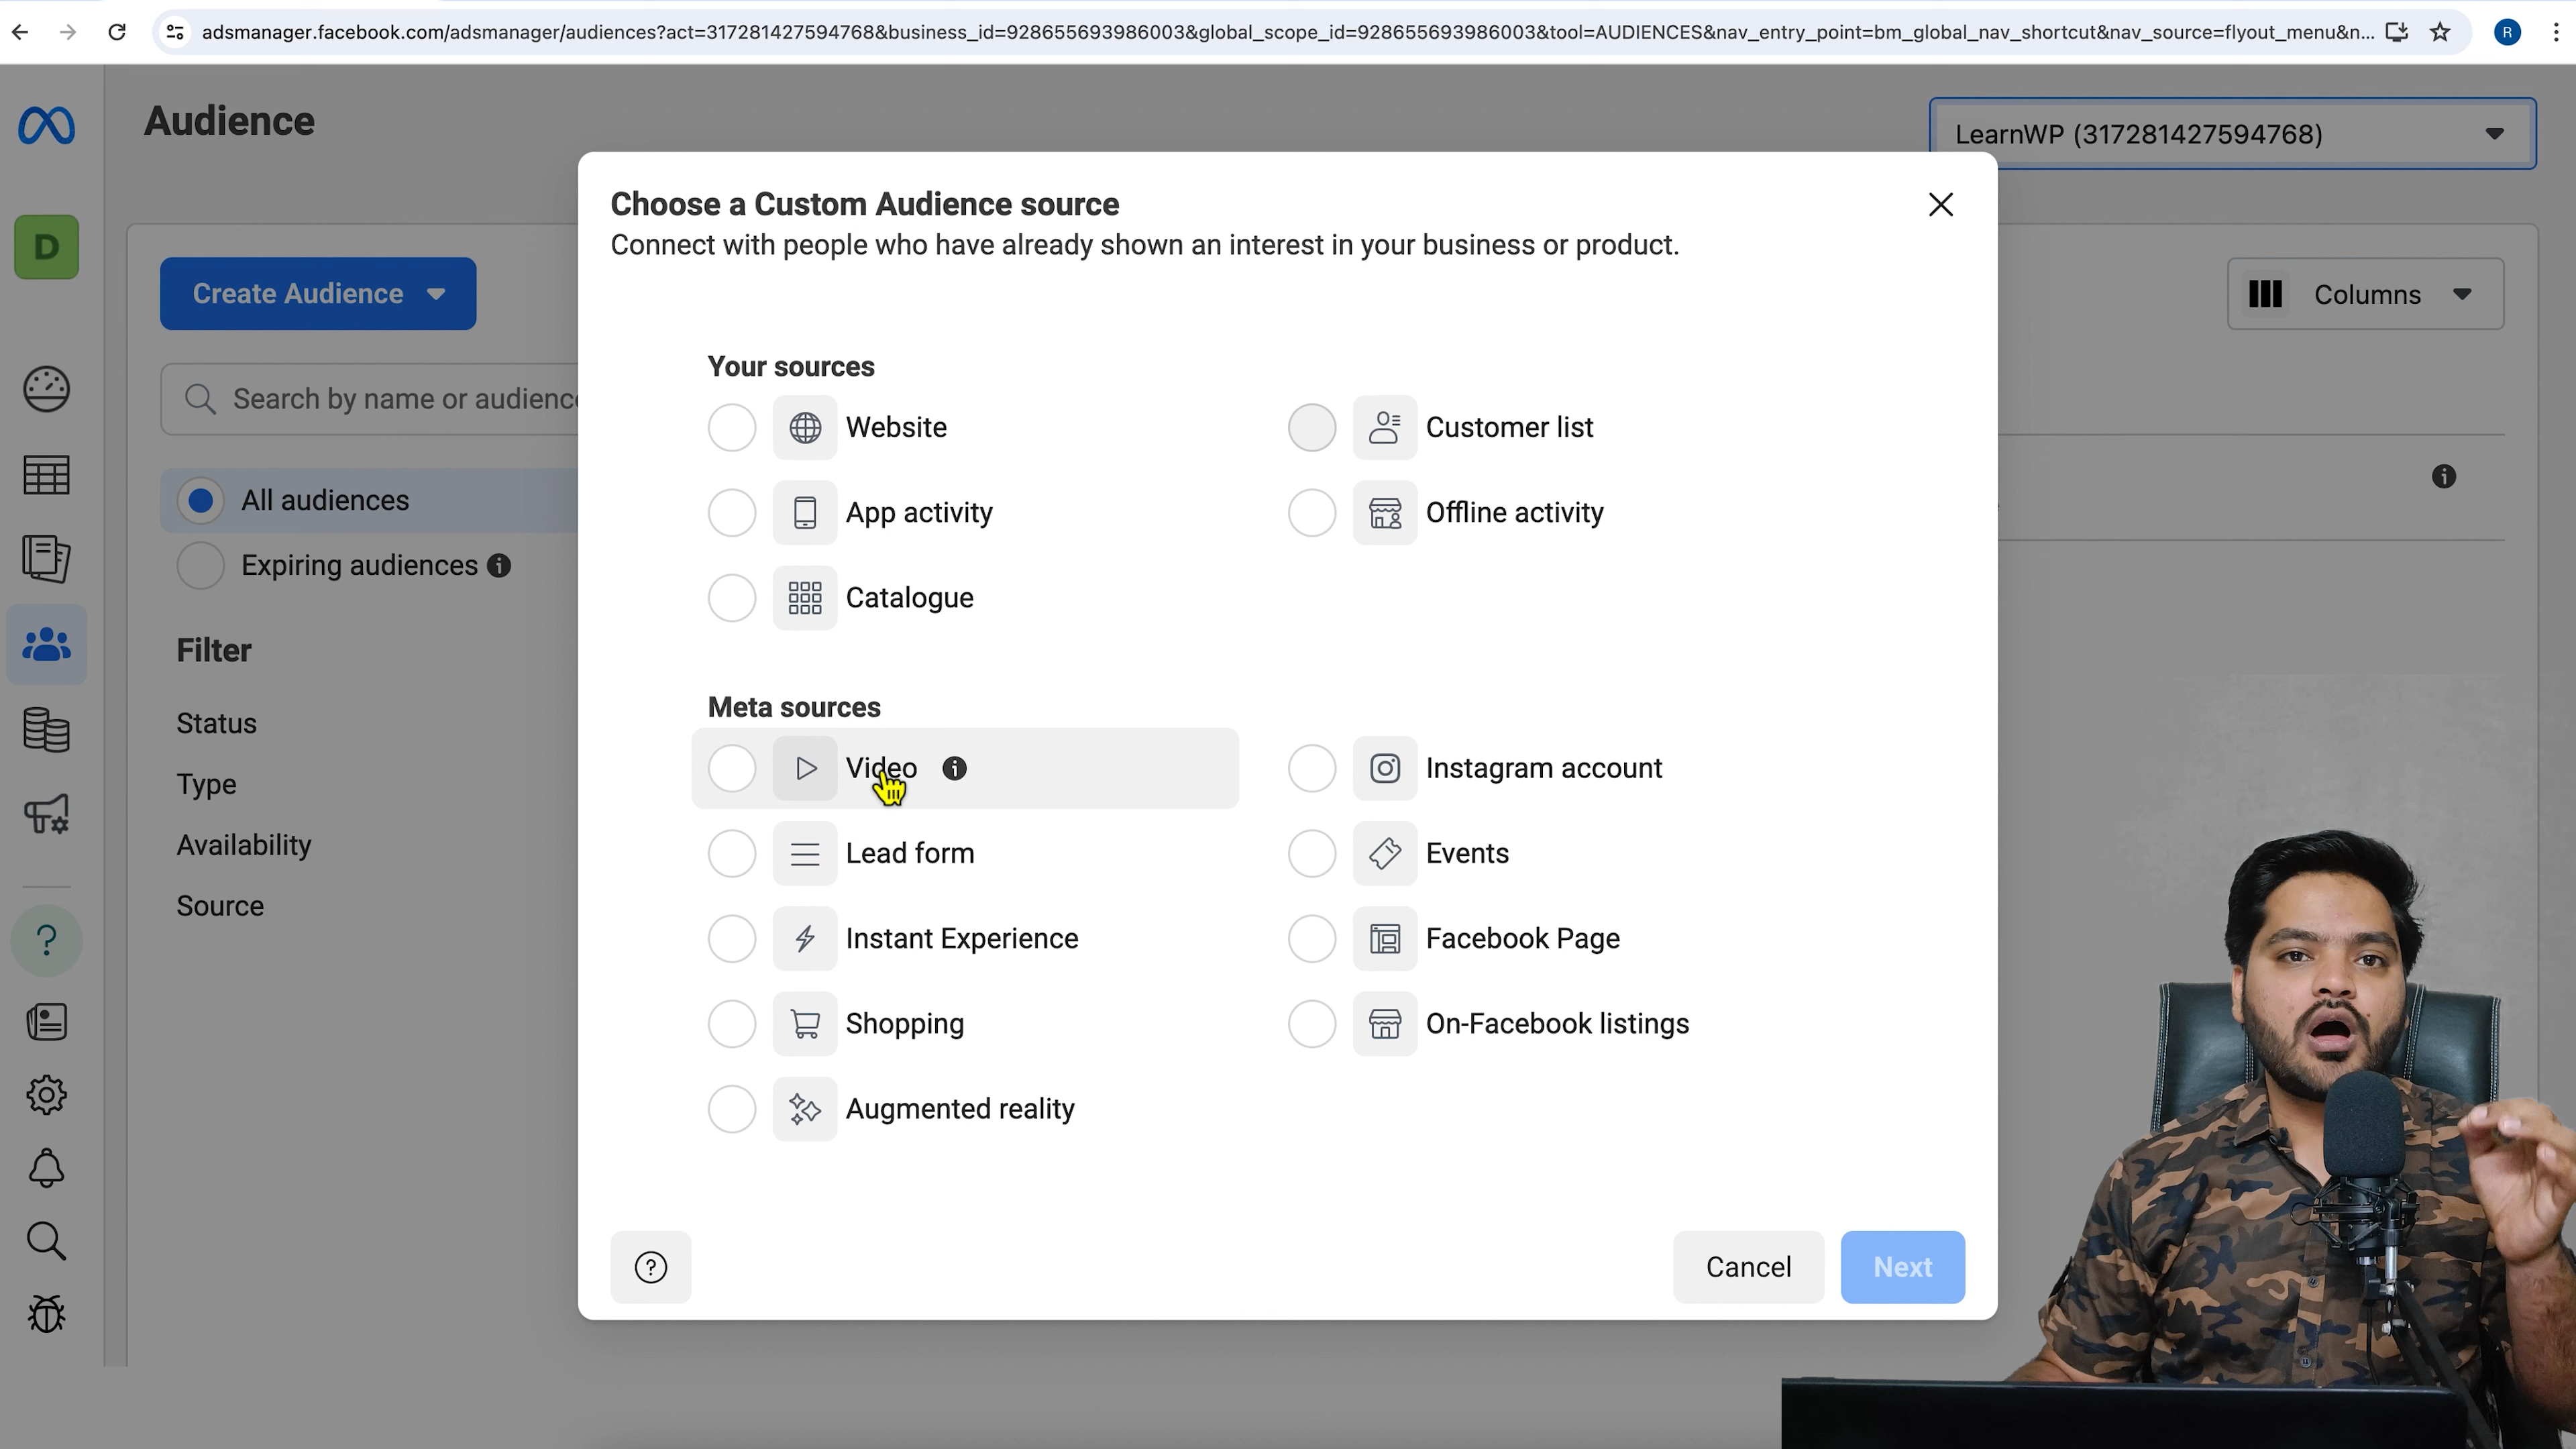 adsmanager.facebook.com/adsmanager/audiences?act=317281427594768&business_id=928655693986003&global_scope_id=928655693986003&tool=AUDIENCES&nav_entry_point=bm_global_nav_shortcut&nav_source=flyout_menu&n...
R
Audience
LearnWP (317281427594768)
D
Create Audience
Columns
Search by name or audienc
All audiences
Expiring audiences
Filter
Status
Type
Availability
Source
Choose a Custom Audience source
Connect with people who have already shown an interest in your business or product.
Your sources
Website
Customer list
App activity
Offline activity
Catalogue
Meta sources
Video
Instagram account
Lead form
Events
Instant Experience
Facebook Page
Shopping
On-Facebook listings
Augmented reality
Cancel
Next